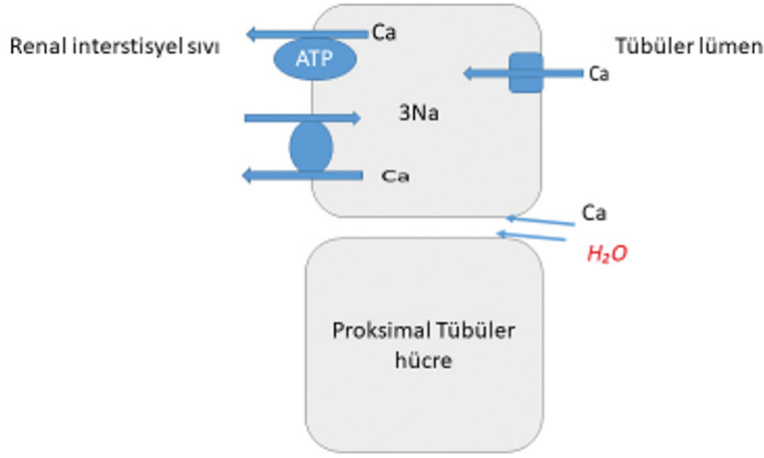 Renal interstisyel sıvı
Ca
ATP
Tübüler lümen
Ca
3Na
Ca
Ca
H₂O
Proksimal Tübüler
hücre